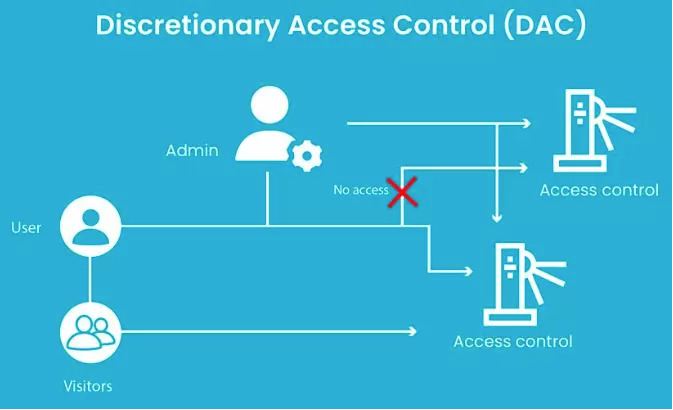 Discretionary Access Control (DAC)
Admin
No access
Access control
User
Access control
Visitors